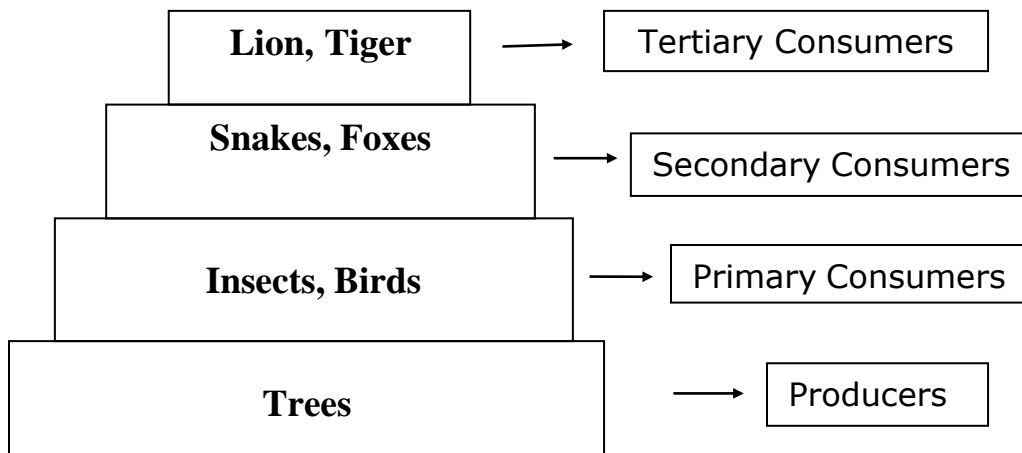 Lion, Tiger
Tertiary Consumers
Snakes, Foxes
Secondary Consumers
Insects, Birds
Primary Consumers
Trees
Producers